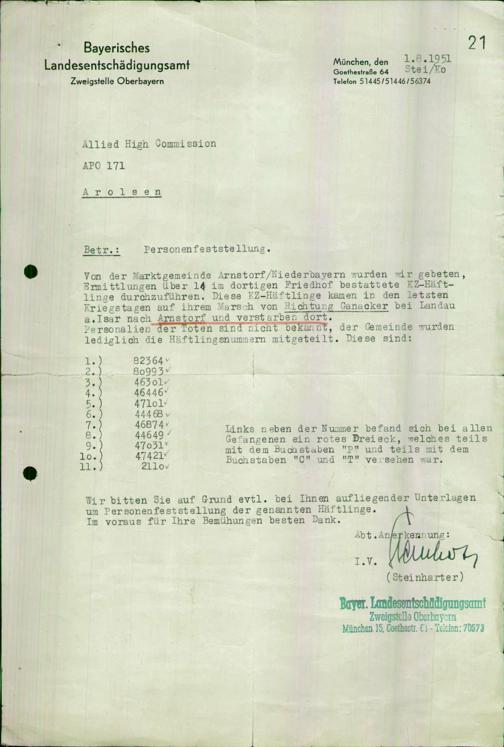 21
Bayerisches
Landesentschädigungsamt
Zweigstelle Oberbayern
München, den 1.8.1951
Goethestraße 64 Stei/Ko
Telefon 51445/51446/56374
Allied High Commission
APO 171
Arolsen
Betr.: Personenfeststellung.
Von der Marktgemeinde Arnstorf/Niederbayern wurden wir gebeten,
Ermittlungen über 14 im dortigen Friedhof bestattete KZ-Häft-
linge durchzuführen. Diese KZ-Häftlinge kamen in den letzten
Kriegstagen auf ihrem Marsch von Richtung Ganacker bei Landau
a.Isar nach Arnstorf und verstarben dort.
Personalien der Toten sind nicht bekannt, der Gemeinde wurden
lediglich die Häftlingsnummern mitgeteilt. Diese sind:
1.) 82364
2.) 80993
3.) 46301
4.) 46446
5.) 47101
6.) 44468
7.) 46874
8.) 44649
9.) 47031
10.) 47421
11.) 2110
Links neben der Nummer befand sich bei allen
Gefangenen ein rotes Dreieck, welches teils
mit dem Buchstaben "P" und teils mit dem
Buchstaben "C" und "T" versehen war.
Wir bitten Sie auf Grund evtl. bei Ihnen aufliegender Unterlagen
um Personenfeststellung der genannten Häftlinge.
Im voraus für Ihre Bemühungen besten Dank.
Abt.Anerkennung:
I.V.
(Steinharter)
Bayer. Landesentschädigungsamt
Zweigstelle Oberbayern
München 15, Goethestr. - Telefon: 70573